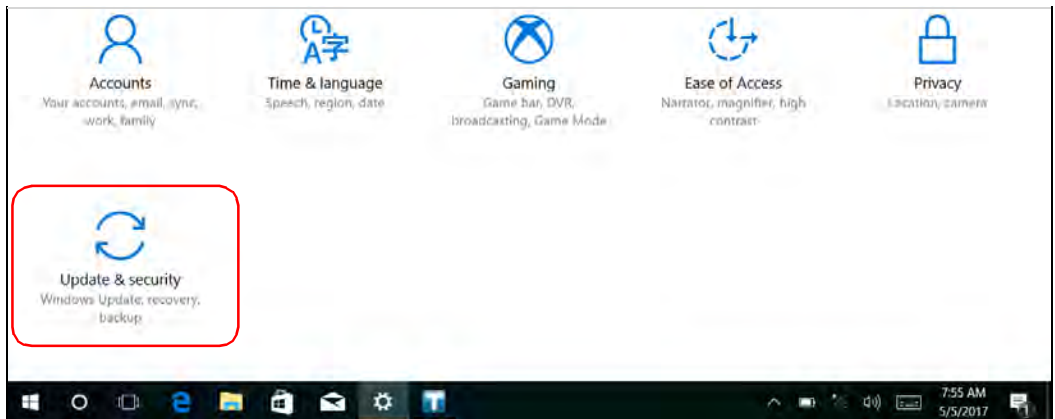 Accounts
Your accounts, email, sync,
work, family
Time & language
Speech, region, date
Gaming
Game bar, DVR,
broadcasting, Game Mode
Ease of Access
Narrator, magnifier, high
contrast
Privacy
Location, camera
Update & security
Windows Update, recovery,
backup
7:55 AM
5/5/2017